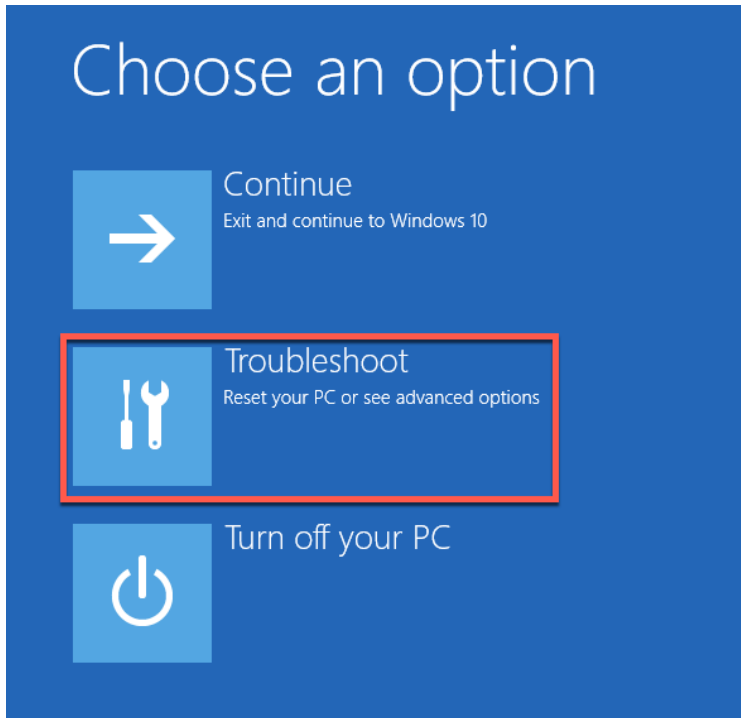 Choose an option
Continue
Exit and continue to Windows 10
Troubleshoot
Reset your PC or see advanced options
Turn off your PC